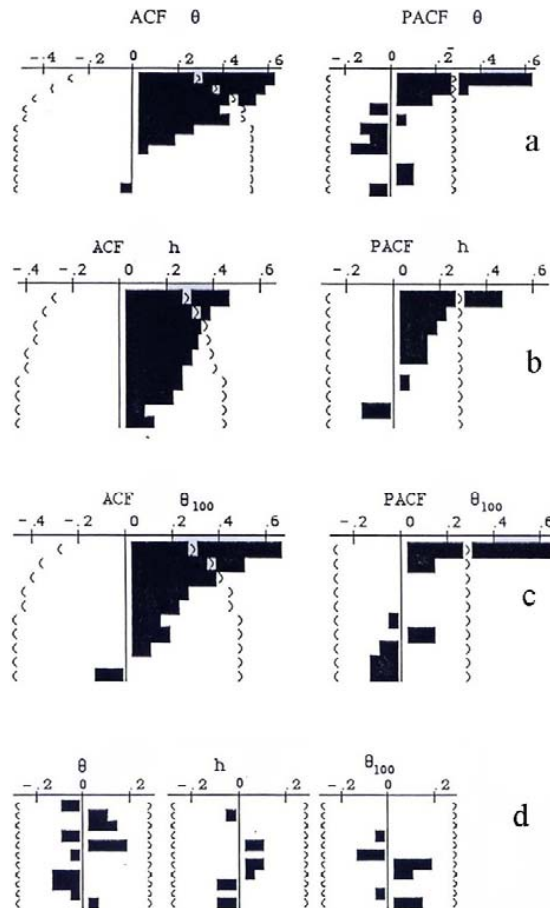 ACF θ PACF θ
-.4 -.2 0 .2 .4 .6 -.2 0 .2 .4 .6
a
ACF h PACF h
-.4 -.2 0 .2 .4 .6 -.2 0 .2 .4 .6
b
ACF θ100 PACF θ100
-.4 -.2 0 .2 .4 .6 -.2 0 .2 .4 .6
c
θ h θ100
-.2 0 .2 -.2 0 .2 -.2 0 .2
d